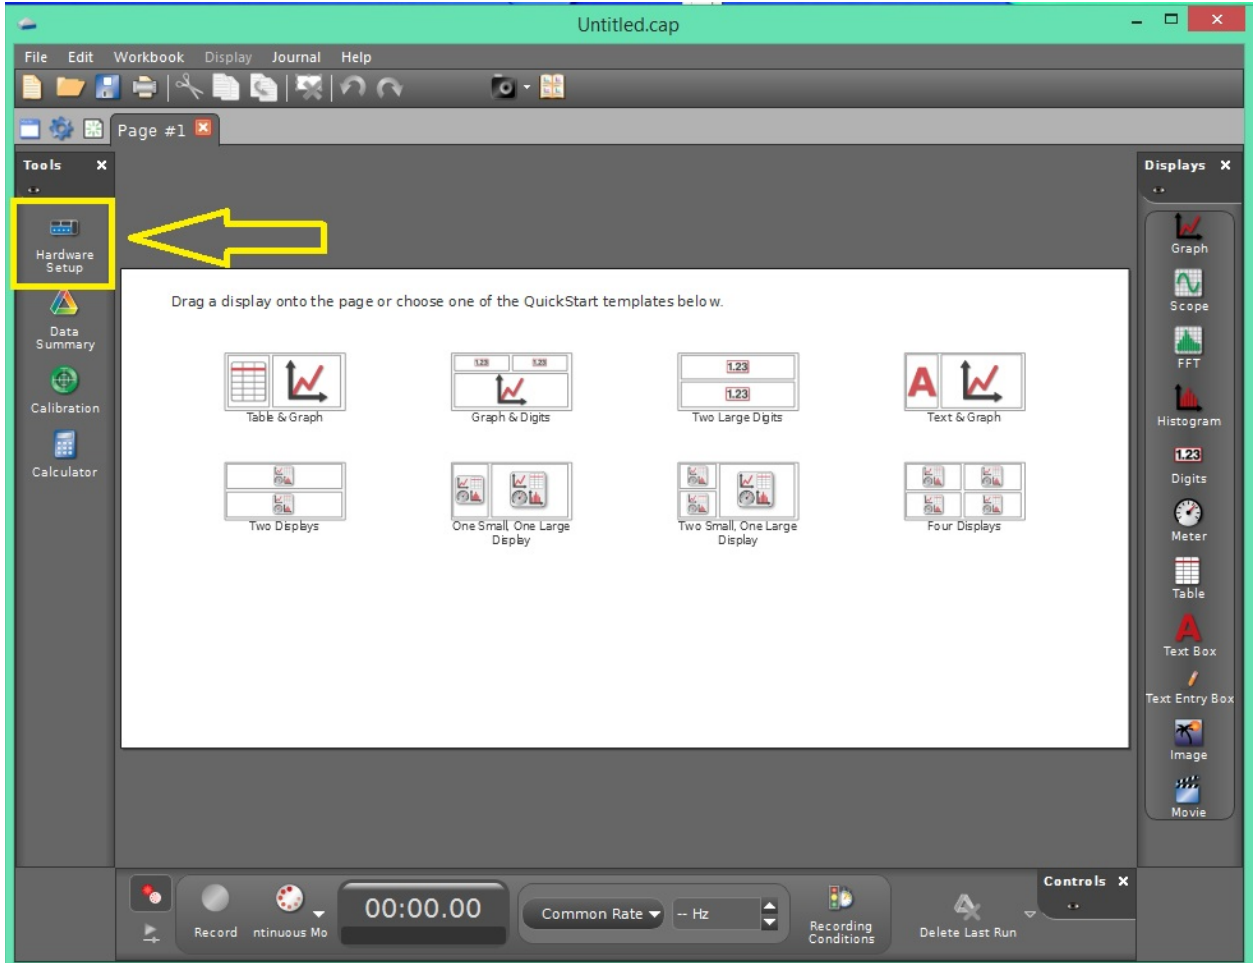 Untitled.cap
File Edit Workbook Display Journal Help
Page #1
Tools
Hardware
Setup
Data
Summary
Calibration
Calculator
Drag a display onto the page or choose one of the QuickStart templates below.
1.23 1.23 1.23
1.23
Table & Graph Graph & Digits Two Large Digits A Text & Graph
Two Displays One Small, One Large
Display Two Small, One Large
Display Four Displays
Displays
Graph
Scope
FFT
Histogram
1.23
Digits
Meter
Table
A
Text Box
Text Entry Box
Image
Movie
Record ntinuous Mo 00:00.00 Common Rate -- Hz Recording
Conditions Delete Last Run
Controls